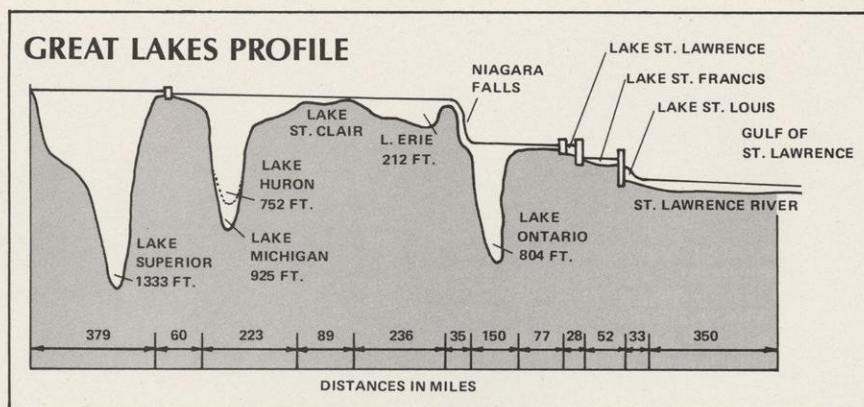 GREAT LAKES PROFILE
NIAGARA
FALLS
LAKE ST. LAWRENCE
LAKE ST. FRANCIS
LAKE ST. LOUIS
GULF OF
ST. LAWRENCE
LAKE
ST. CLAIR
L. ERIE
212 FT.
LAKE
HURON
752 FT.
ST. LAWRENCE RIVER
LAKE
SUPERIOR
1333 FT.
LAKE
MICHIGAN
925 FT.
LAKE
ONTARIO
804 FT.
379 60 223 89 236 35 150 77 28 52 33 350
DISTANCES IN MILES